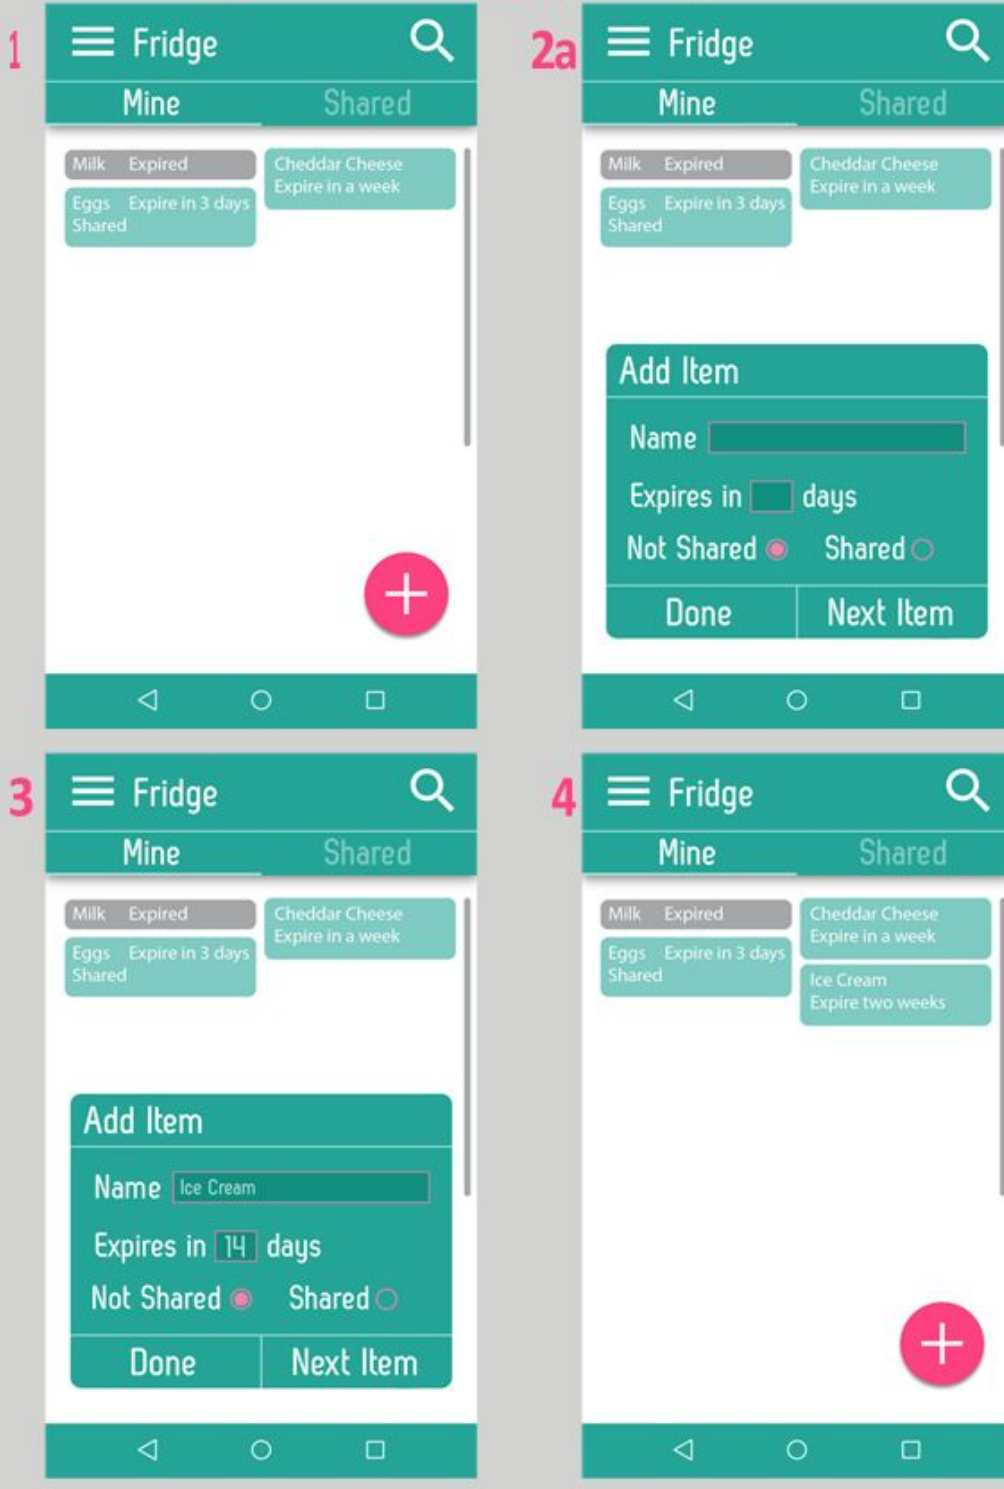 1
Fridge
Mine Shared
Milk Expired
Eggs Expire in 3 days
Shared
Cheddar Cheese
Expire in a week
2a
Fridge
Mine Shared
Milk Expired
Eggs Expire in 3 days
Shared
Cheddar Cheese
Expire in a week
Add Item
Name
Expires in days
Not Shared Shared
Done Next Item
3
Fridge
Mine Shared
Milk Expired
Eggs Expire in 3 days
Shared
Cheddar Cheese
Expire in a week
Add Item
Name Ice Cream
Expires in 14 days
Not Shared Shared
Done Next Item
4
Fridge
Mine Shared
Milk Expired
Eggs Expire in 3 days
Shared
Cheddar Cheese
Expire in a week
Ice Cream
Expire two weeks